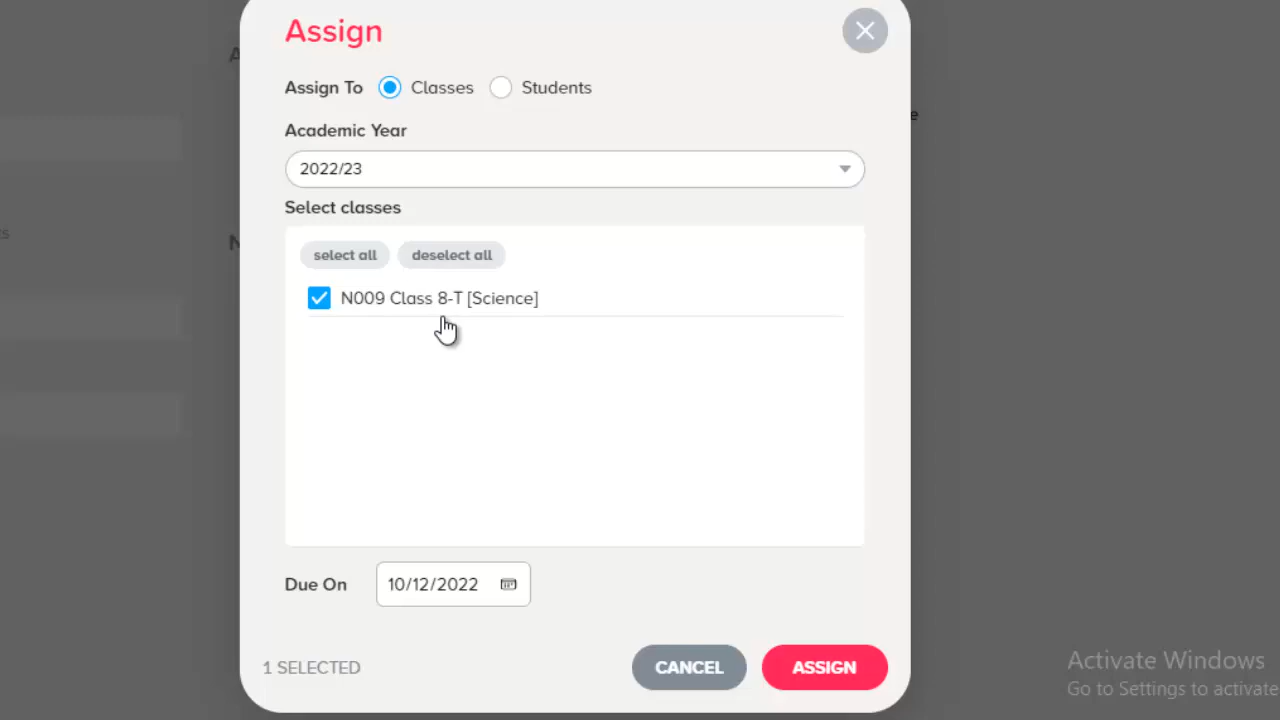 Assign
Assign To Classes Students
Academic Year
2022/23
Select classes
select all deselect all
N009 Class 8-T [Science]
Due On 10/12/2022
1 SELECTED CANCEL ASSIGN
Activate Windows
Go to Settings to activate